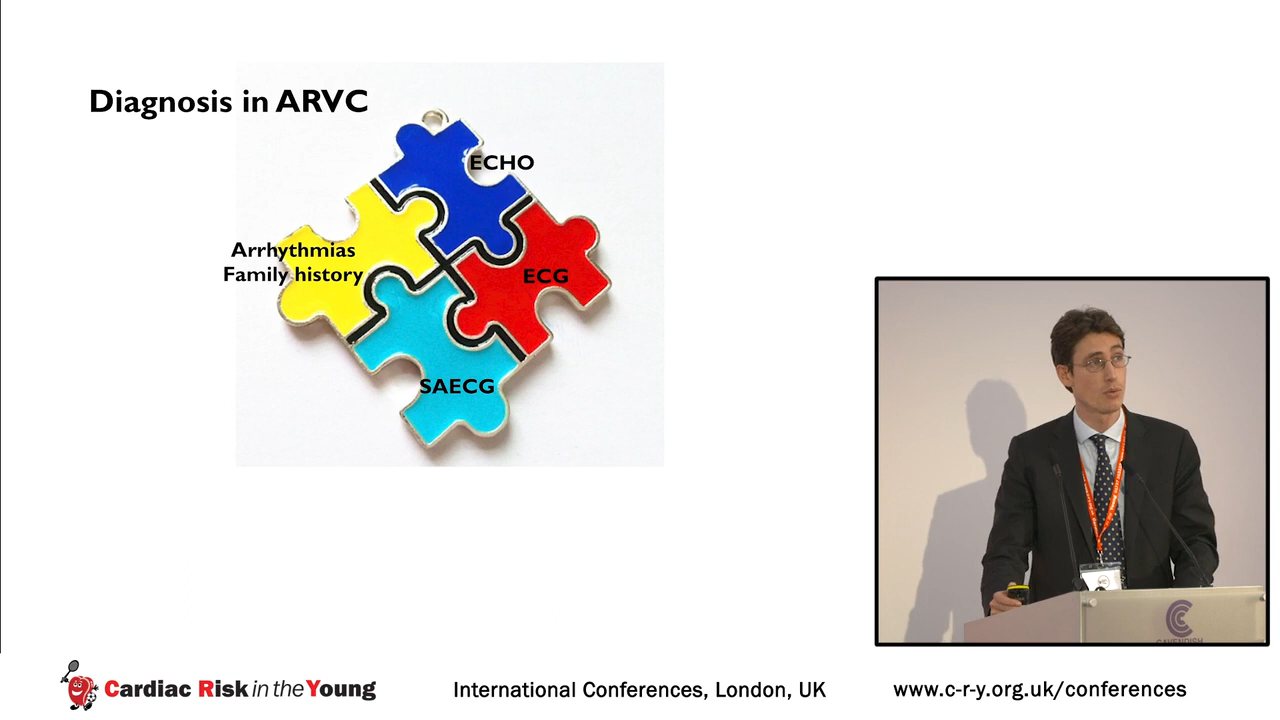 Diagnosis in ARVC
ECHO
Arrhythmias
Family history
ECG
SAECG
CAVENDISH
Cardiac Risk in the Young
International Conferences, London, UK
www.c-r-y.org.uk/conferences